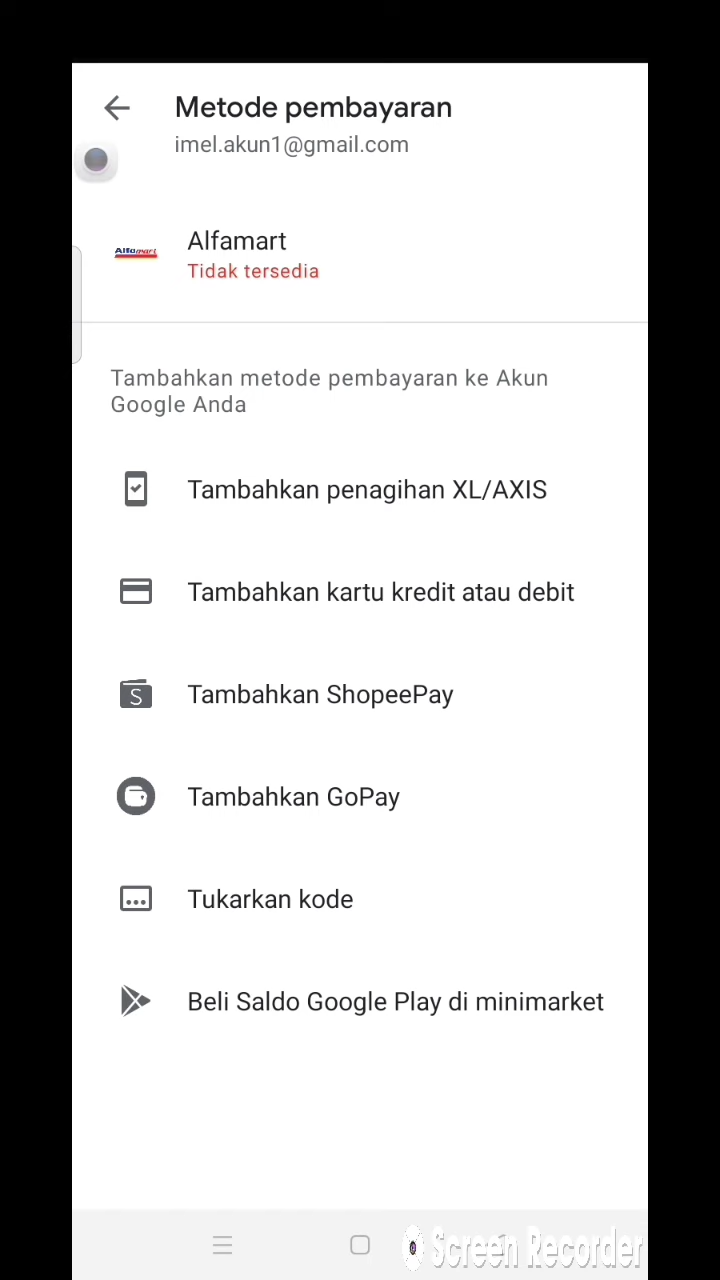 Metode pembayaran
imel.akun1@gmail.com
Alfamart
Alfamart
Tidak tersedia
Tambahkan metode pembayaran ke Akun
Google Anda
Tambahkan penagihan XL/AXIS
Tambahkan kartu kredit atau debit
S
Tambahkan ShopeePay
Tambahkan GoPay
Tukarkan kode
Beli Saldo Google Play di minimarket
Screen Recorder